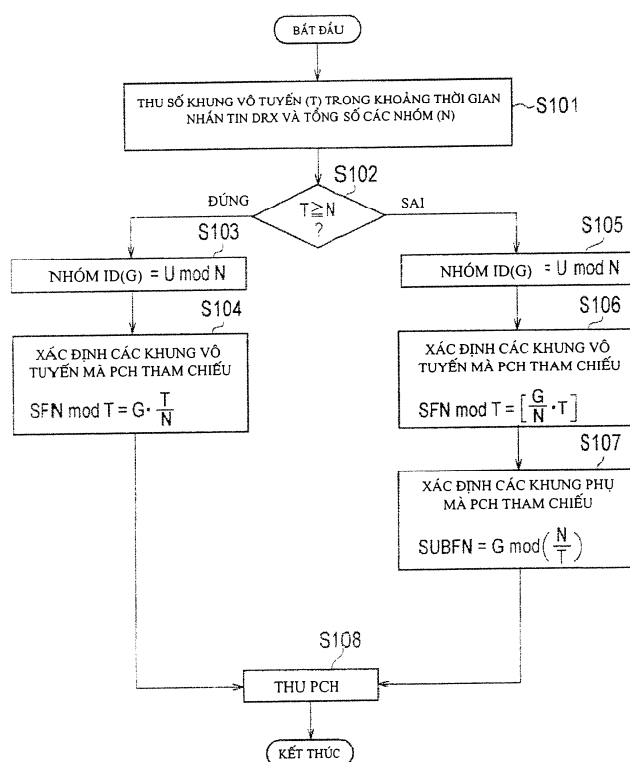 BẮT ĐẦU
THU SỐ KHUNG VÔ TUYẾN (T) TRONG KHOẢNG THỜI GIAN
NHẮN TIN DRX VÀ TỔNG SỐ CÁC NHÓM (N)
S101
S102
T ≧ N
?
ĐÚNG
SAI
S103
NHÓM ID(G) = U mod N
S104
XÁC ĐỊNH CÁC KHUNG VÔ
TUYẾN MÀ PCH THAM CHIẾU
SFN mod T = G · T/N
S105
NHÓM ID(G) = U mod N
S106
XÁC ĐỊNH CÁC KHUNG VÔ
TUYẾN MÀ PCH THAM CHIẾU
SFN mod T = [G/N · T]
S107
XÁC ĐỊNH CÁC KHUNG PHỤ
MÀ PCH THAM CHIẾU
SUBFN = G mod (N/T)
S108
THU PCH
KẾT THÚC